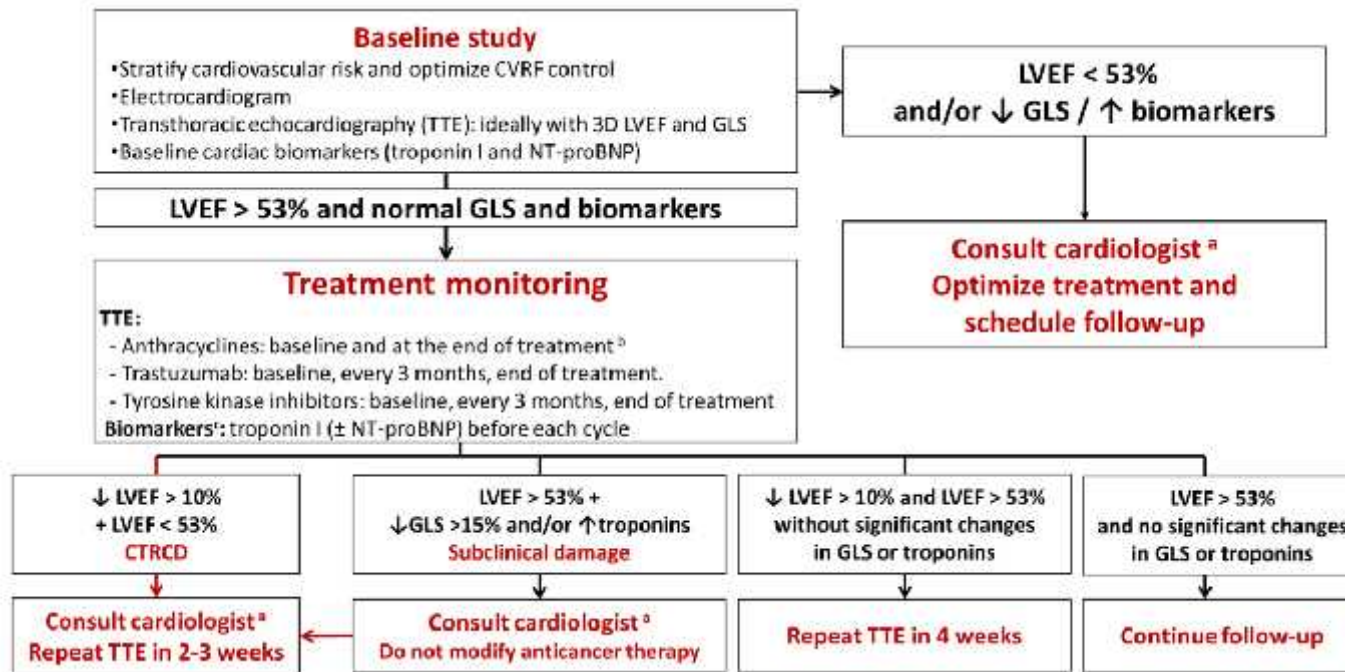 Baseline study
•Stratify cardiovascular risk and optimize CVRF control
•Electrocardiogram
•Transthoracic echocardiography (TTE): ideally with 3D LVEF and GLS
•Baseline cardiac biomarkers (troponin I and NT-proBNP)
LVEF < 53%
and/or ↓ GLS / ↑ biomarkers
LVEF > 53% and normal GLS and biomarkers
Consult cardiologist ª
Optimize treatment and
schedule follow-up
Treatment monitoring
TTE:
- Anthracyclines: baseline and at the end of treatment ᵇ
- Trastuzumab: baseline, every 3 months, end of treatment.
- Tyrosine kinase inhibitors: baseline, every 3 months, end of treatment
Biomarkersᶜ: troponin I (± NT-proBNP) before each cycle
↓ LVEF > 10%
+ LVEF < 53%
CTRCD
LVEF > 53% +
↓GLS >15% and/or ↑troponins
Subclinical damage
↓ LVEF > 10% and LVEF > 53%
without significant changes
in GLS or troponins
LVEF > 53%
and no significant changes
in GLS or troponins
Consult cardiologist ª
Repeat TTE in 2-3 weeks
Consult cardiologist ª
Do not modify anticancer therapy
Repeat TTE in 4 weeks
Continue follow-up